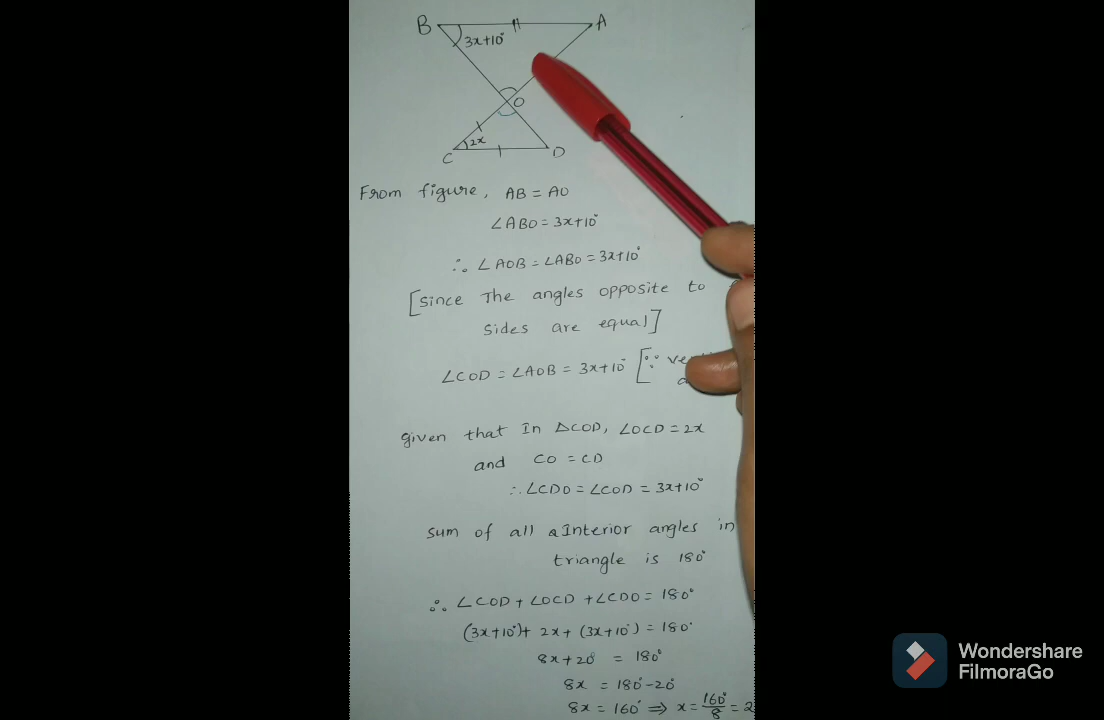 B
A
3x+10°
O
2x
C
D
From figure, AB = AO
∠ABO = 3x+10°
∴ ∠AOB = ∠ABO = 3x+10°
[Since The angles opposite to
sides are equal]
∠COD = ∠AOB = 3x+10° [∵
given that In △COD, ∠OCD = 2x
and CO = CD
∴ ∠CDO = ∠COD = 3x+10°
sum of all Interior angles in
triangle is 180°
∴ ∠COD + ∠OCD + ∠CDO = 180°
(3x+10°)+ 2x + (3x+10°) = 180°
8x+20° = 180°
8x = 180°-20°
8x = 160° ⟹ x = 160°/8 = 2
Wondershare
FilmoraGo